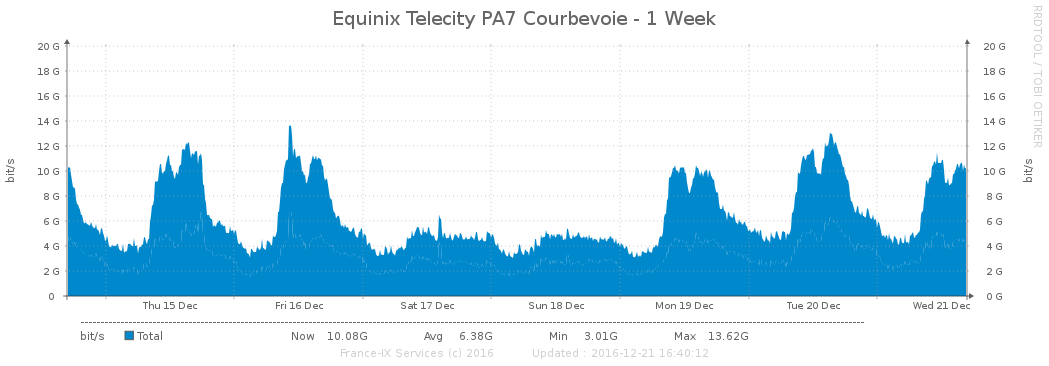 Equinix Telecity PA7 Courbevoie - 1 Week
RRDTOOL / TOBI OETIKER
bit/s
20 G
18 G
16 G
14 G
12 G
10 G
8 G
6 G
4 G
2 G
0
20 G
18 G
16 G
14 G
12 G
10 G
8 G
6 G
4 G
2 G
0 G
bit/s
Thu 15 Dec Fri 16 Dec Sat 17 Dec Sun 18 Dec Mon 19 Dec Tue 20 Dec Wed 21 Dec
bit/s Total Now 10.08G Avg 6.38G Min 3.01G Max 13.62G
France-IX Services (c) 2016 Updated : 2016-12-21 16:40:12